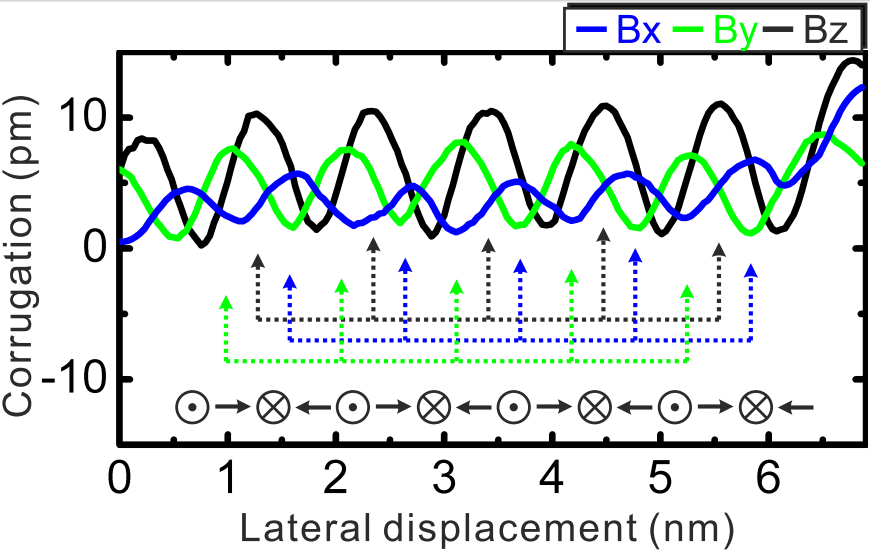 Bx By Bz
Corrugation (pm)
10
0
-10
0 1 2 3 4 5 6
Lateral displacement (nm)